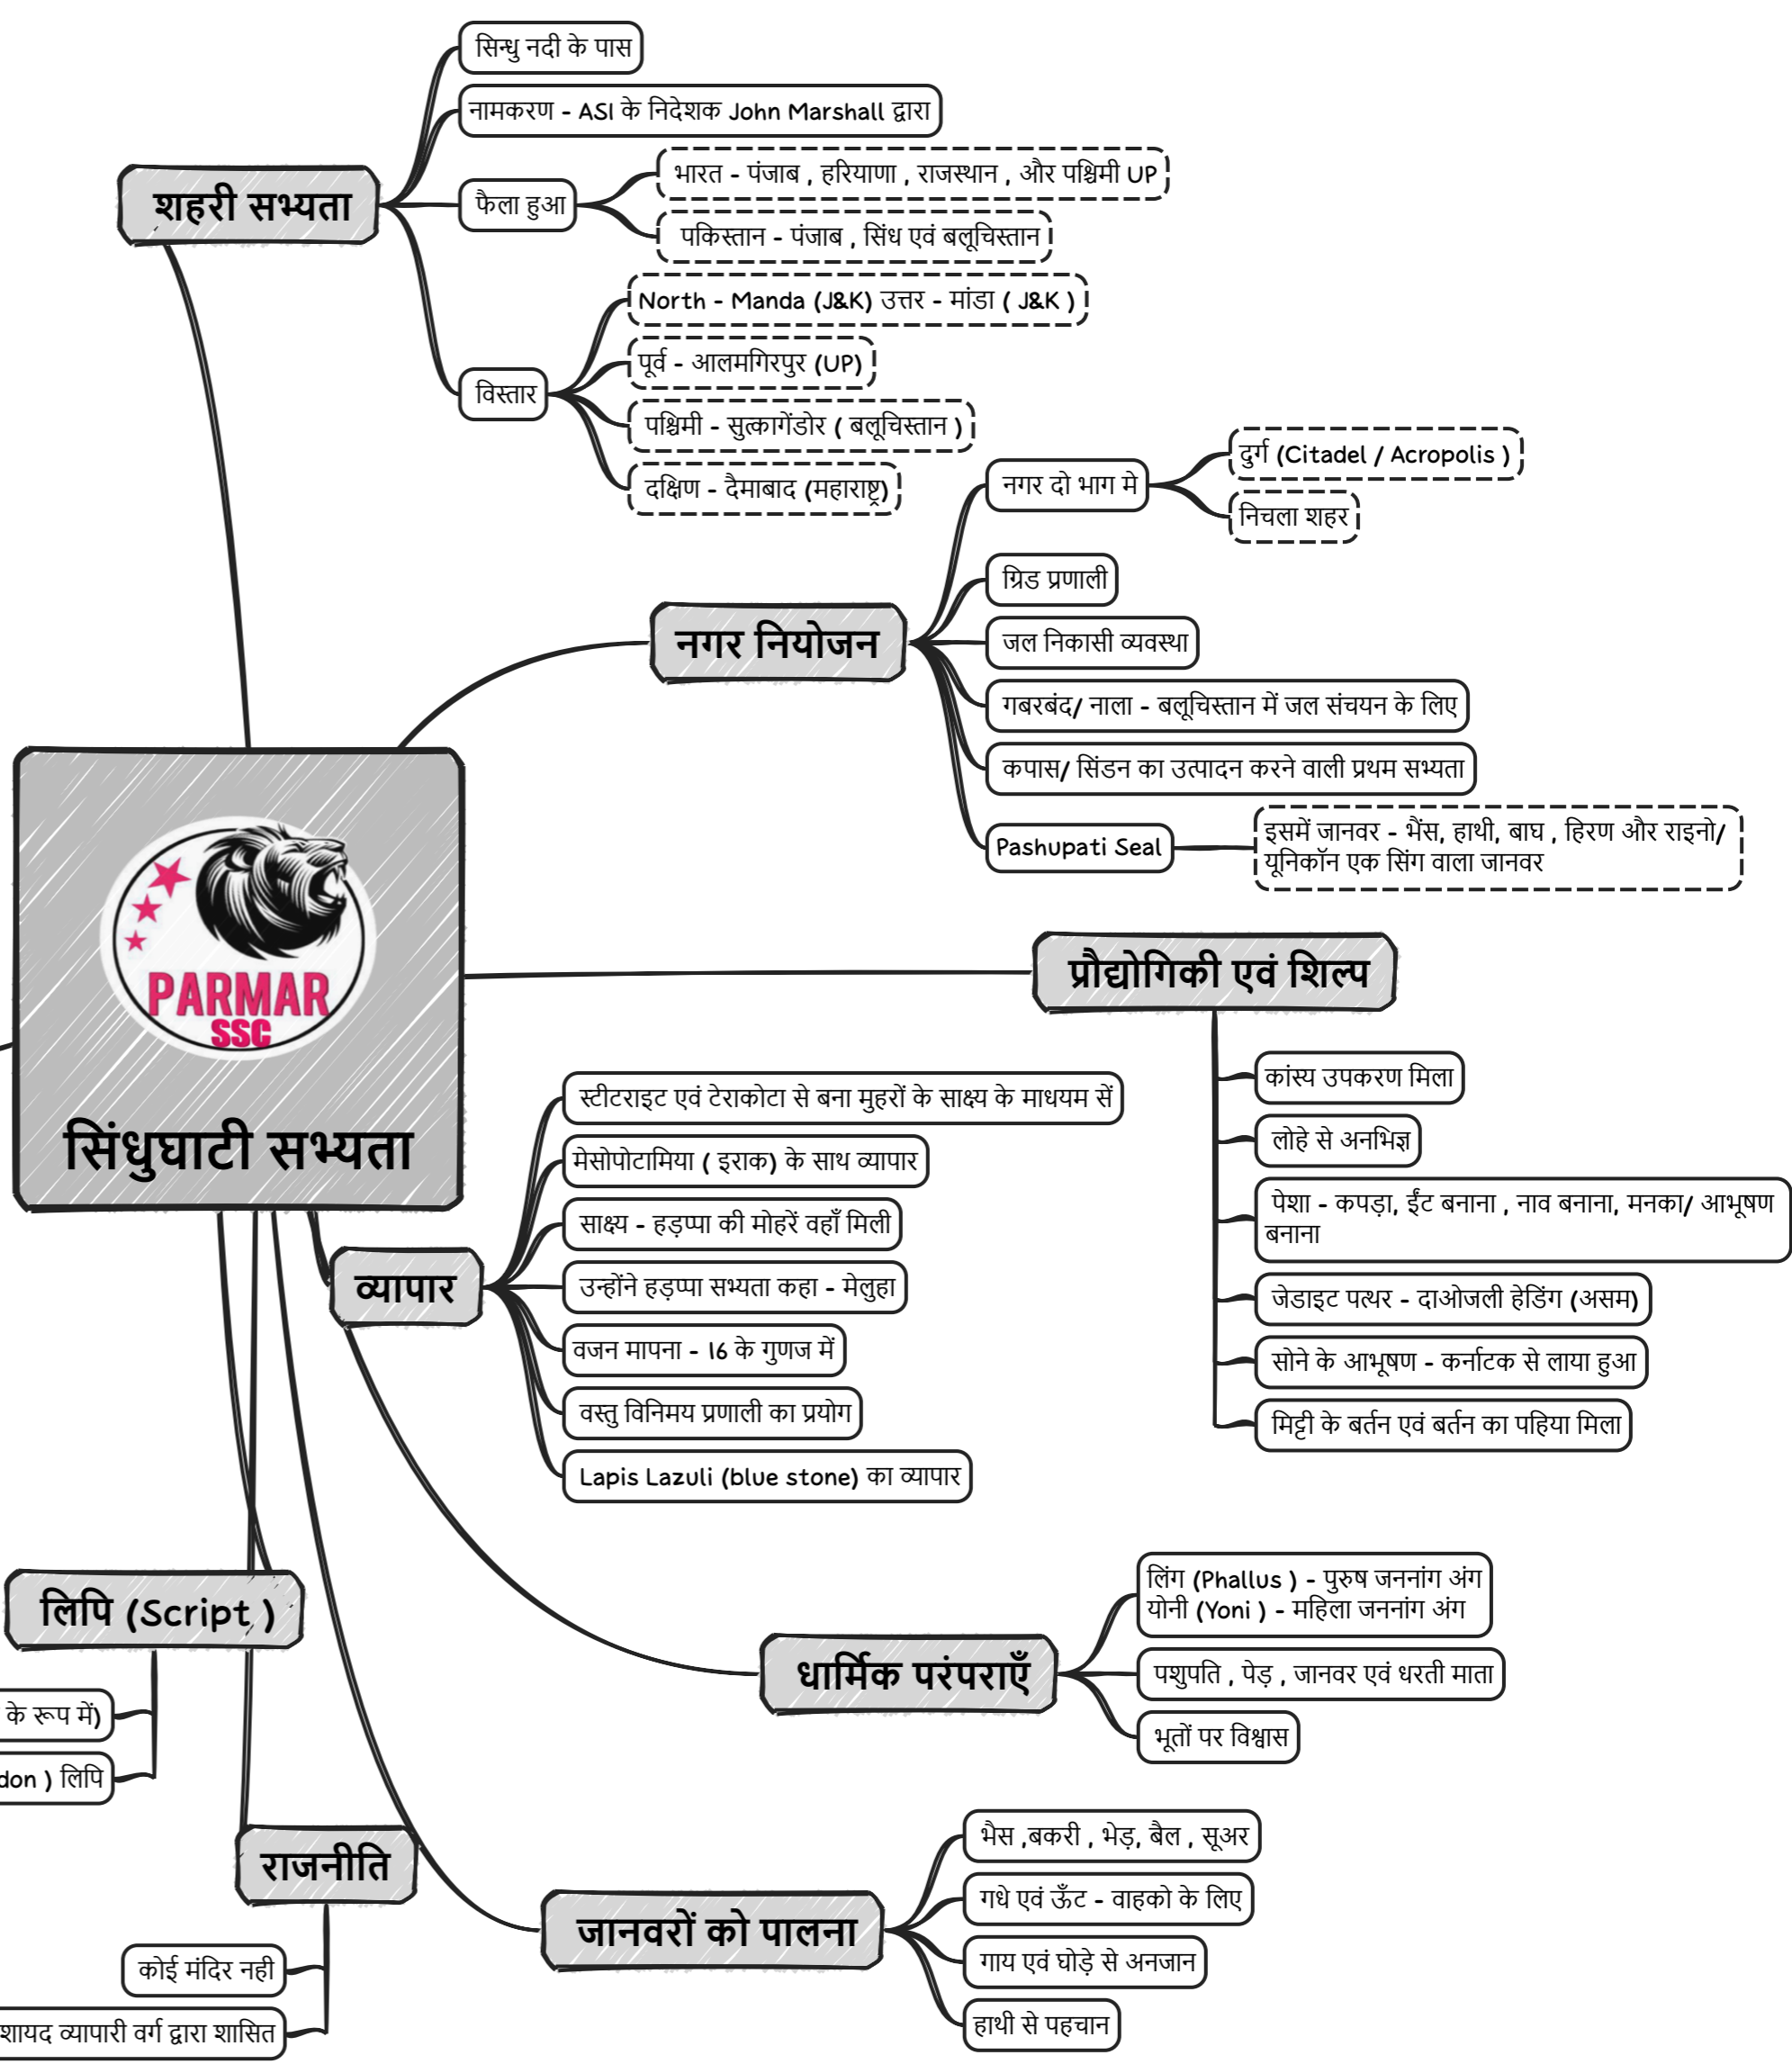 सिन्धु नदी के पास
नामकरण - ASI के निदेशक John Marshall द्वारा
शहरी सभ्यता
फैला हुआ
भारत - पंजाब , हरियाणा , राजस्थान , और पश्चिमी UP
पकिस्तान - पंजाब , सिंध एवं बलूचिस्तान
विस्तार
North - Manda (J&K) उत्तर - मांडा ( J&K )
पूर्व - आलमगिरपुर (UP)
पश्चिमी - सुत्कागेंडोर ( बलूचिस्तान )
दक्षिण - दैमाबाद (महाराष्ट्र)
नगर नियोजन
नगर दो भाग मे
दुर्ग (Citadel / Acropolis )
निचला शहर
ग्रिड प्रणाली
जल निकासी व्यवस्था
गबरबंद/ नाला - बलूचिस्तान में जल संचयन के लिए
कपास/ सिंडन का उत्पादन करने वाली प्रथम सभ्यता
Pashupati Seal
इसमें जानवर - भैंस, हाथी, बाघ , हिरण और राइनो/
यूनिकॉन एक सिंग वाला जानवर
PARMAR
SSC
सिंधुघाटी सभ्यता
प्रौद्योगिकी एवं शिल्प
कांस्य उपकरण मिला
लोहे से अनभिज्ञ
पेशा - कपड़ा, ईंट बनाना , नाव बनाना, मनका/ आभूषण
बनाना
जेडाइट पत्थर - दाओजली हेडिंग (असम)
सोने के आभूषण - कर्नाटक से लाया हुआ
मिट्टी के बर्तन एवं बर्तन का पहिया मिला
व्यापार
स्टीटराइट एवं टेराकोटा से बना मुहरों के साक्ष्य के माधयम सें
मेसोपोटामिया ( इराक) के साथ व्यापार
साक्ष्य - हड़प्पा की मोहरें वहाँ मिली
उन्होंने हड़प्पा सभ्यता कहा - मेलुहा
वजन मापना - 16 के गुणज में
वस्तु विनिमय प्रणाली का प्रयोग
Lapis Lazuli (blue stone) का व्यापार
लिपि (Script )
के रूप में)
don ) लिपि
धार्मिक परंपराएँ
लिंग (Phallus ) - पुरुष जननांग अंग
योनी (Yoni ) - महिला जननांग अंग
पशुपति , पेड़ , जानवर एवं धरती माता
भूतों पर विश्वास
राजनीति
कोई मंदिर नही
शायद व्यापारी वर्ग द्वारा शासित
जानवरों को पालना
भैस ,बकरी , भेड़, बैल , सूअर
गधे एवं ऊँट - वाहको के लिए
गाय एवं घोड़े से अनजान
हाथी से पहचान